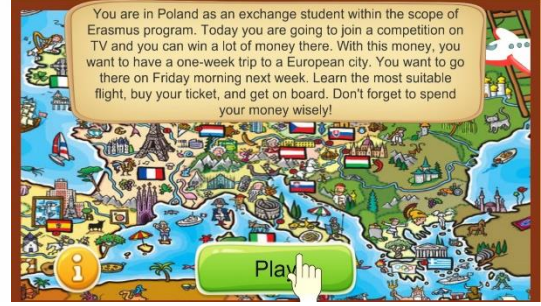 You are in Poland as an exchange student within the scope of
Erasmus program. Today you are going to join a competition on
TV and you can win a lot of money there. With this money, you
want to have a one-week trip to a European city. You want to go
there on Friday morning next week. Learn the most suitable
flight, buy your ticket, and get on board. Don't forget to spend
your money wisely!
i
Play